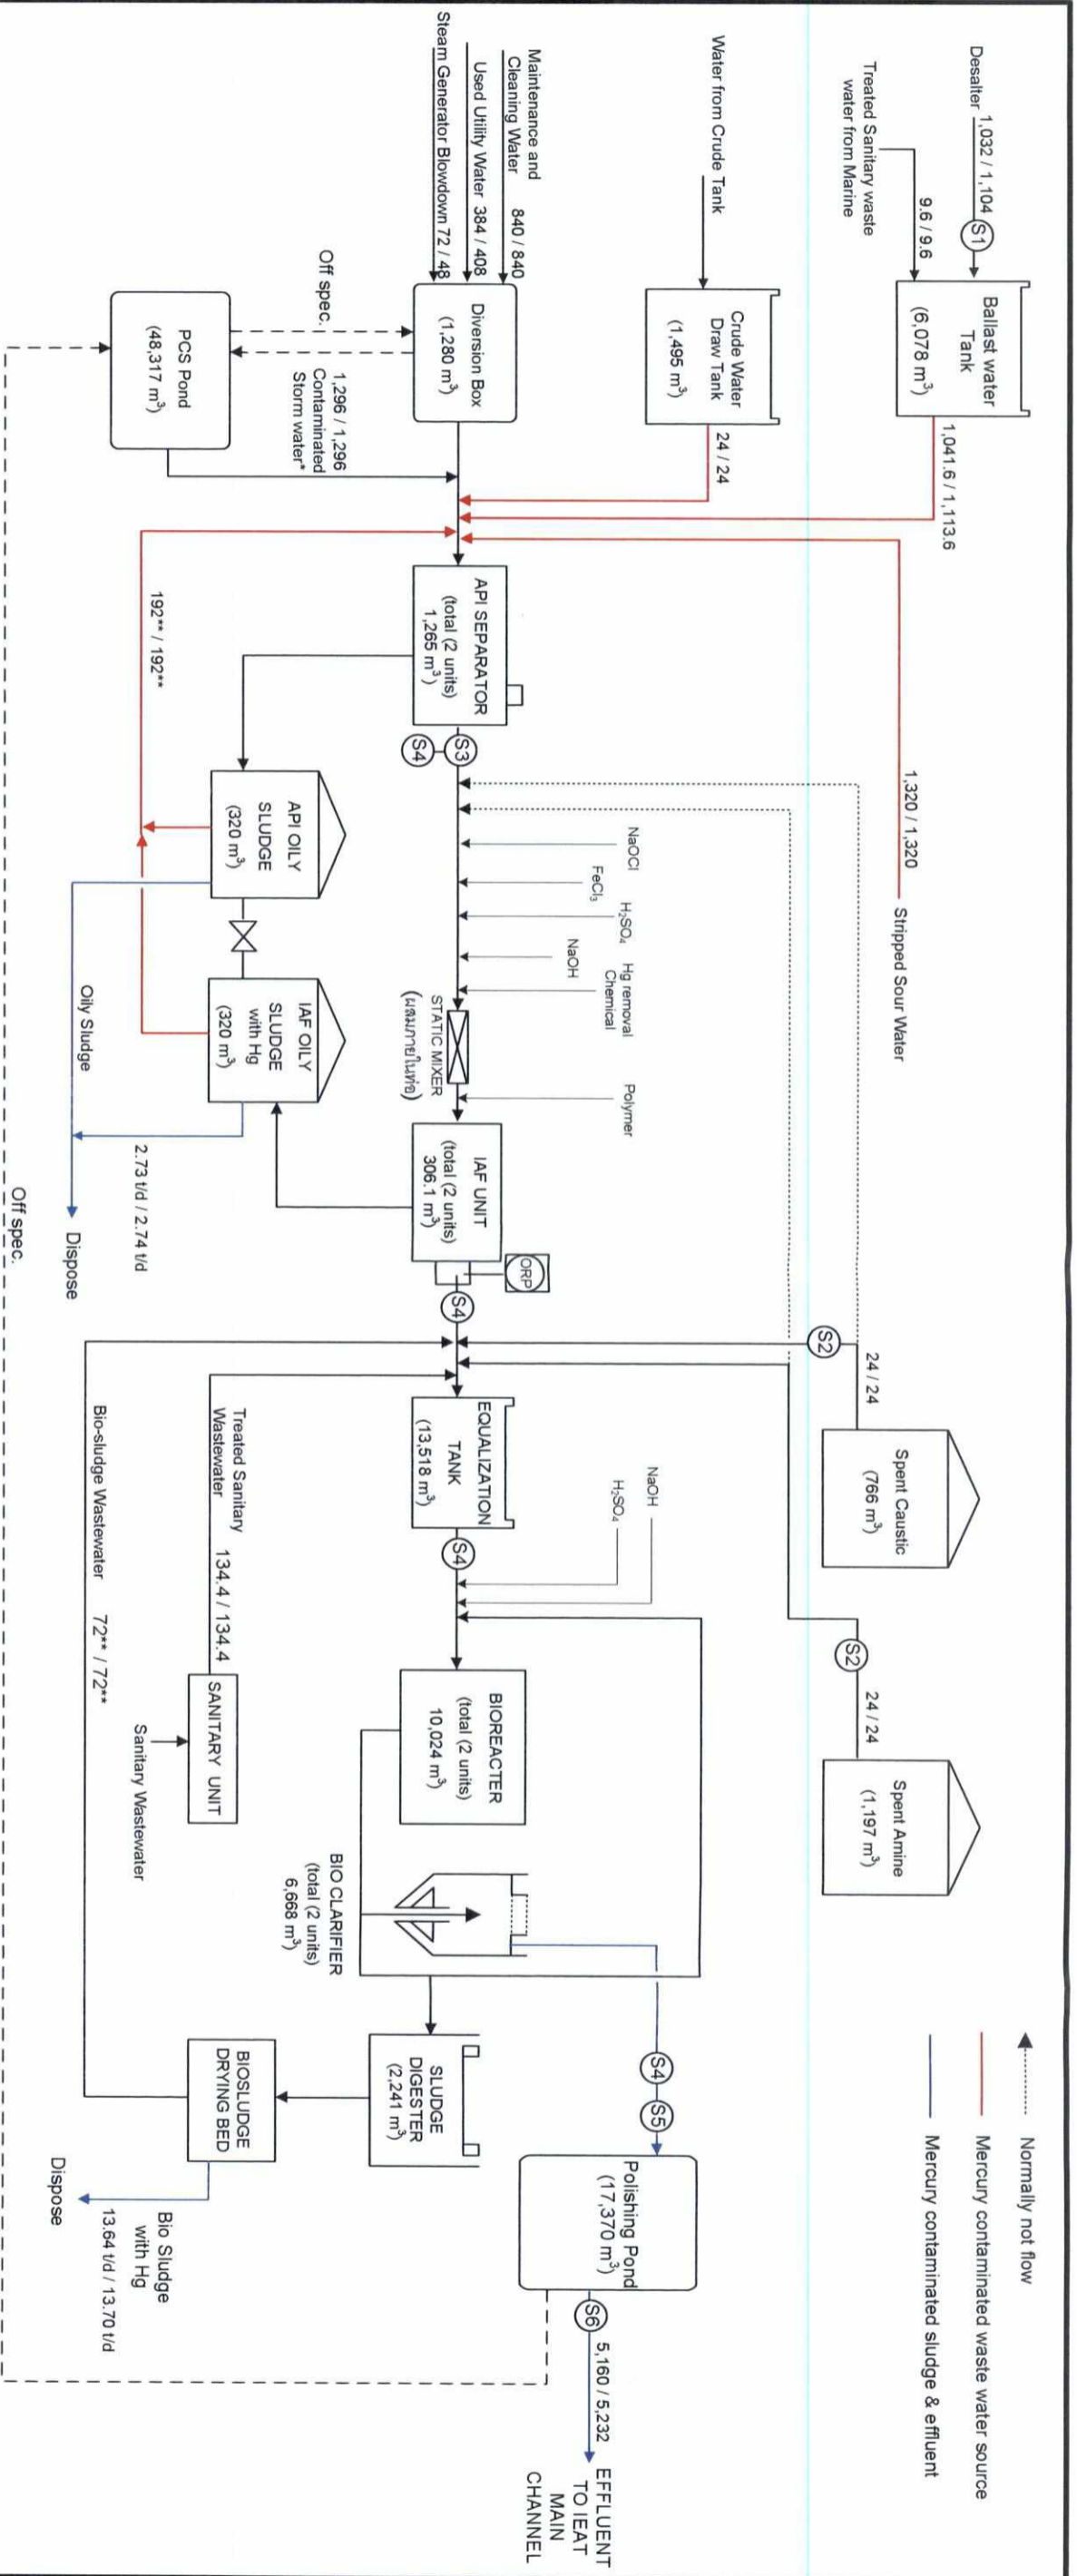 Desalter 1,032 / 1,104
S1
Treated Sanitary waste
water from Marine
9.6 / 9.6
Ballast water
Tank
(6,078 m³)
1,041.6 / 1,113.6
Water from Crude Tank
Crude Water
Draw Tank
(1,495 m³)
24 / 24
Maintenance and
Cleaning Water
840 / 840
Used Utility Water 384 / 408
Steam Generator Blowdown 72 / 48
Diversion Box
(1,280 m³)
Off spec.
1,296 / 1,296
Contaminated
Storm water*
PCS Pond
(48,317 m³)
1,320 / 1,320
Stripped Sour Water
API SEPARATOR
(total (2 units)
1,265 m³)
S3
S4
192** / 192**
API OILY
SLUDGE
(320 m³)
IAF OILY
SLUDGE
with Hg
(320 m³)
Oily Sludge
2.73 t/d / 2.74 t/d
Dispose
Off spec.
NaOCl
FeCl₃
H₂SO₄
NaOH
Hg removal
Chemical
STATIC MIXER
(ผสมภายในท่อ)
Polymer
IAF UNIT
(total (2 units)
306.1 m³)
ORP
S4
S2
24 / 24
Spent Caustic
(766 m³)
S2
24 / 24
Spent Amine
(1,197 m³)
EQUALIZATION
TANK
(13,518 m³)
S4
NaOH
H₂SO₄
Treated Sanitary
Wastewater
134.4 / 134.4
SANITARY UNIT
Sanitary Wastewater
Bio-sludge Wastewater 72** / 72**
BIOREACTER
(total (2 units)
10,024 m³)
BIO CLARIFIER
(total (2 units)
6,668 m³)
SLUDGE
DIGESTER
(2,241 m³)
BIOSLUDGE
DRYING BED
Bio Sludge
with Hg
13.64 t/d / 13.70 t/d
Dispose
S4
S5
Polishing Pond
(17,370 m³)
S6
5,160 / 5,232
EFFLUENT
TO IEAT
MAIN
CHANNEL
Normally not flow
Mercury contaminated waste water source
Mercury contaminated sludge & effluent